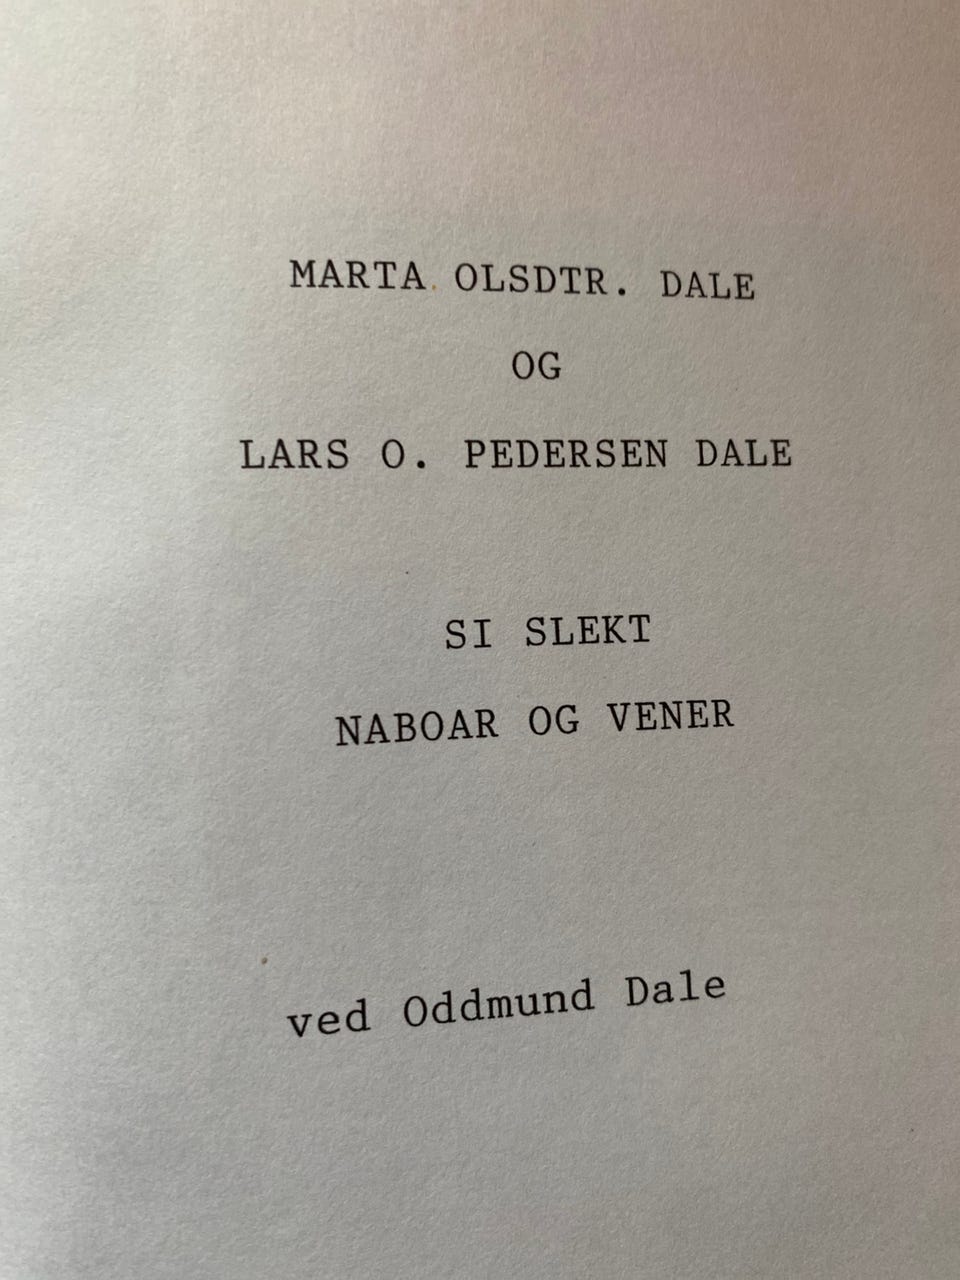 MARTA OLSDTR. DALE
OG
LARS O. PEDERSEN DALE
SI SLEKT
NABOAR OG VENER
ved Oddmund Dale